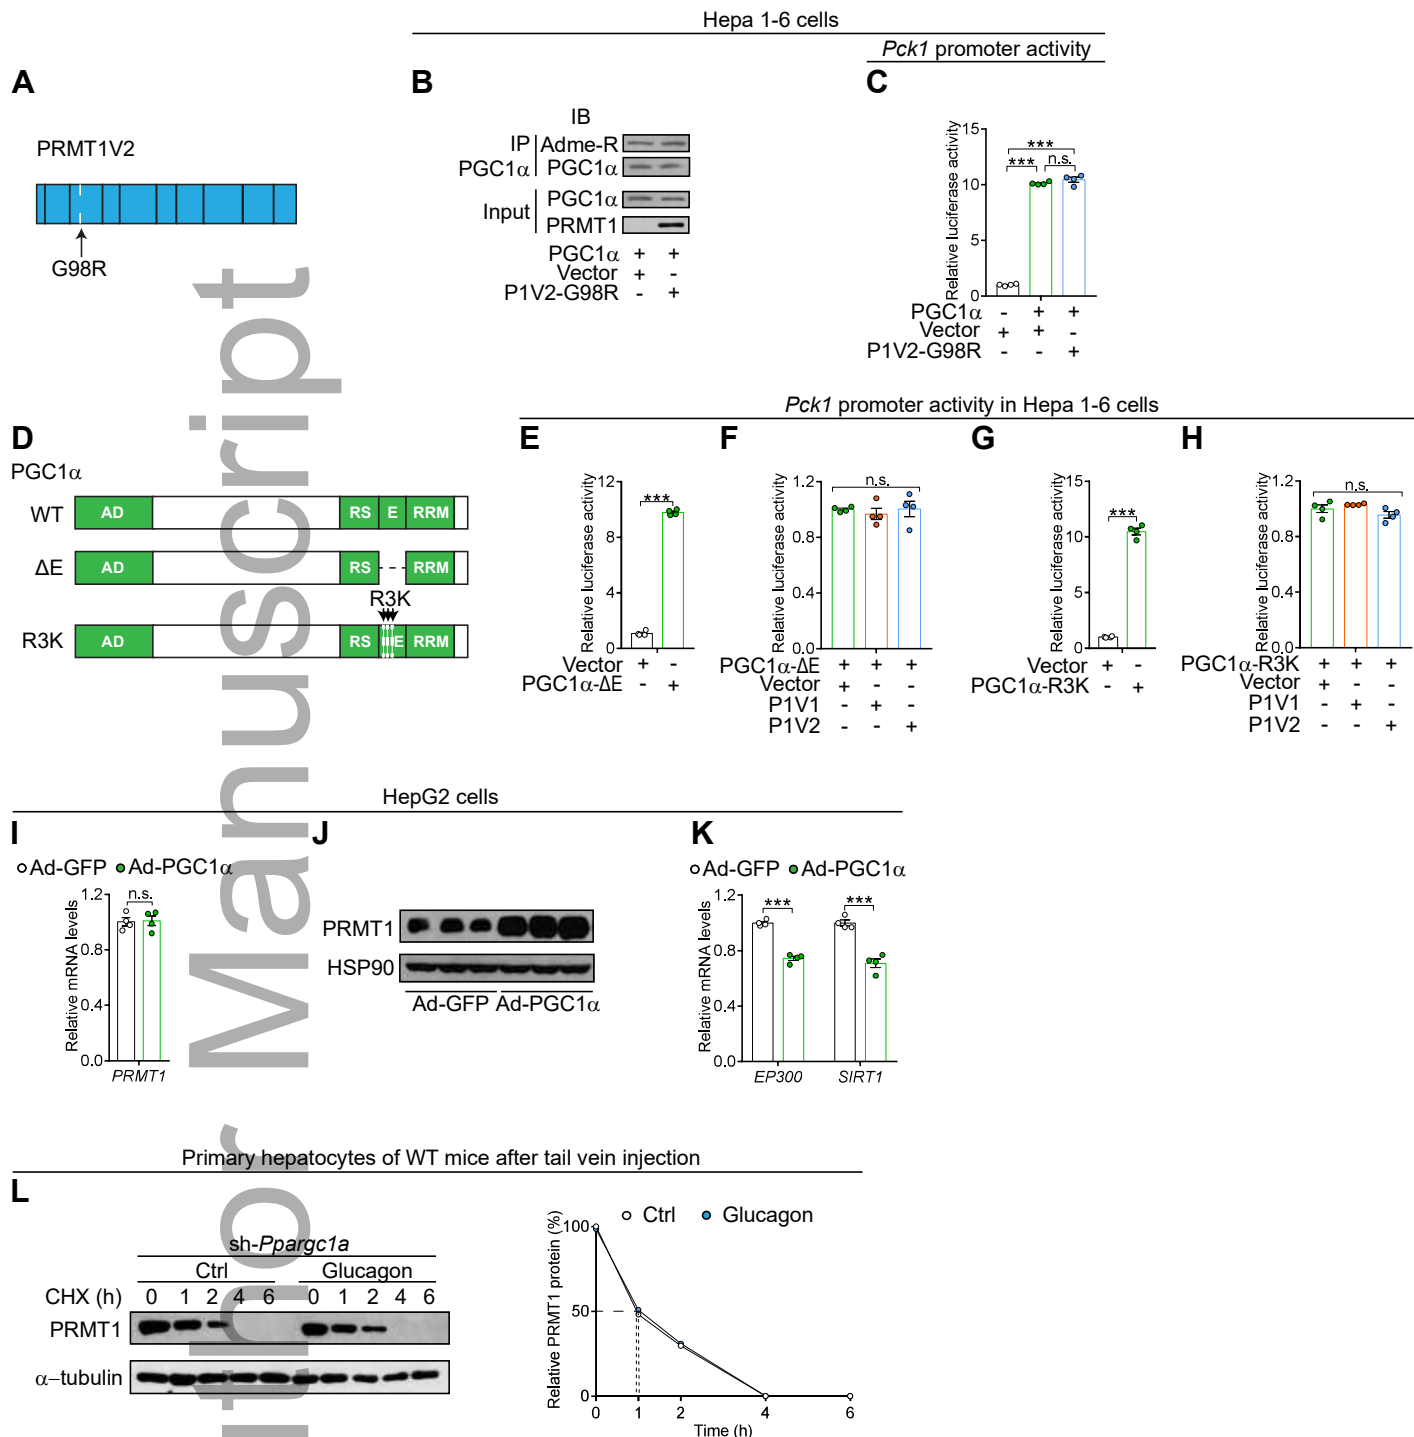 Hepa 1-6 cells
Pck1 promoter activity
A
PRMT1V2
G98R
B
IB
IP Adme-R
PGC1α PGC1α
Input PGC1α
PRMT1
PGC1α + +
Vector + -
P1V2-G98R - +
C
Relative luciferase activity
15
10
5
0
***
*** n.s.
PGC1α - + +
Vector + + -
P1V2-G98R - - +
Pck1 promoter activity in Hepa 1-6 cells
D
PGC1α
WT AD RS E RRM
ΔE AD RS RRM
R3K
R3K AD RS E RRM
E
Relative luciferase activity
12
8
4
0
***
Vector + -
PGC1α-ΔE - +
F
Relative luciferase activity
1.2
0.8
0.4
0.0
n.s.
PGC1α-ΔE + + +
Vector + - -
P1V1 - + -
P1V2 - - +
G
Relative luciferase activity
15
10
5
0
***
Vector + -
PGC1α-R3K - +
H
Relative luciferase activity
1.2
0.8
0.4
0.0
n.s.
PGC1α-R3K + + +
Vector + - -
P1V1 - + -
P1V2 - - +
HepG2 cells
I
Ad-GFP Ad-PGC1α
Relative mRNA levels
1.2
0.8
0.4
0.0
n.s.
PRMT1
J
PRMT1
HSP90
Ad-GFP Ad-PGC1α
K
Ad-GFP Ad-PGC1α
Relative mRNA levels
1.2
0.8
0.4
0.0
*** ***
EP300 SIRT1
Primary hepatocytes of WT mice after tail vein injection
L
sh-Ppargc1a
Ctrl Glucagon
CHX (h) 0 1 2 4 6 0 1 2 4 6
PRMT1
α-tubulin
Ctrl Glucagon
Relative PRMT1 protein (%)
100
50
0
0 1 2 4 6
Time (h)
uthor Manuscript